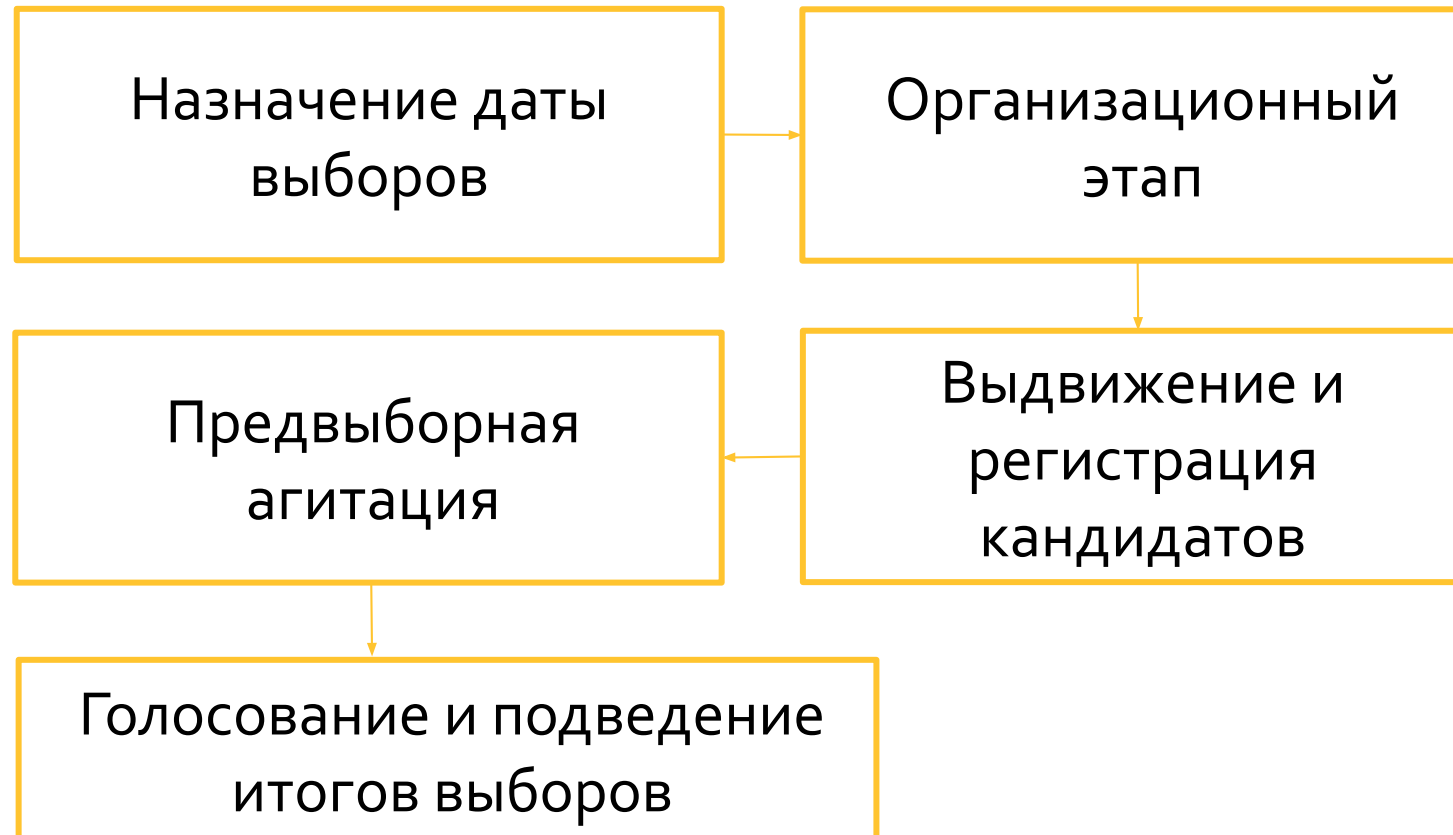 Назначение даты
выборов
Организационный
этап
Выдвижение и
регистрация
кандидатов
Предвыборная
агитация
Голосование и подведение
итогов выборов